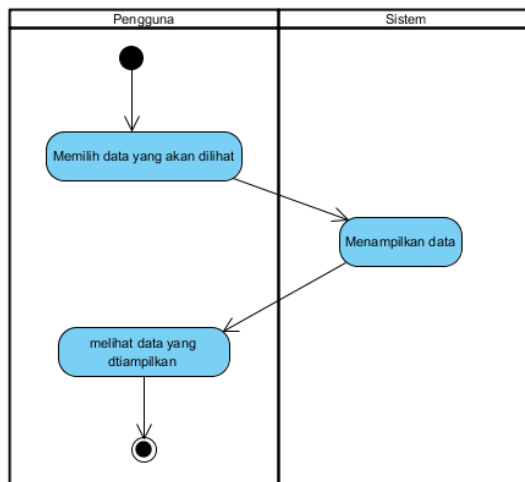 Pengguna
Sistem
Memilih data yang akan dilihat
Menampilkan data
melihat data yang
dtiampilkan